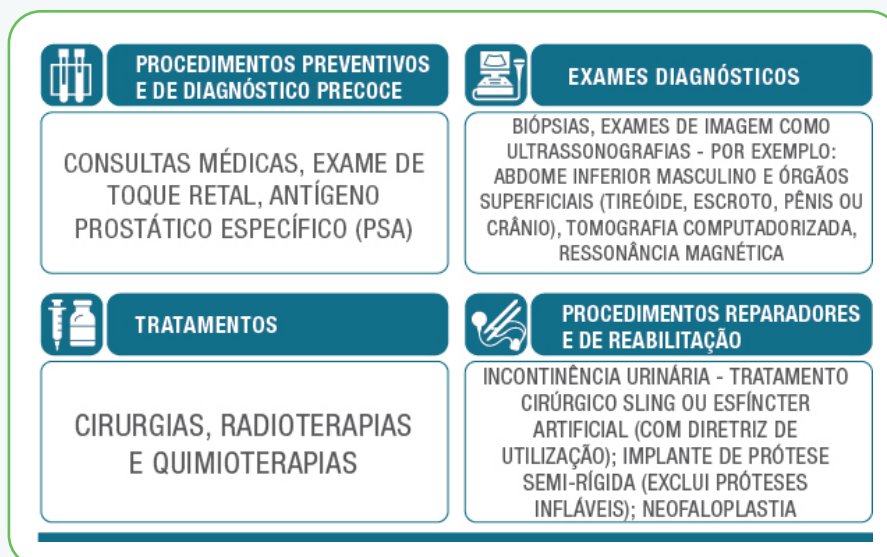 PROCEDIMENTOS PREVENTIVOS
E DE DIAGNÓSTICO PRECOCE
CONSULTAS MÉDICAS, EXAME DE
TOQUE RETAL, ANTÍGENO
PROSTÁTICO ESPECÍFICO (PSA)
EXAMES DIAGNÓSTICOS
BIÓPSIAS, EXAMES DE IMAGEM COMO
ULTRASSONOGRAFIAS - POR EXEMPLO:
ABDOME INFERIOR MASCULINO E ÓRGÃOS
SUPERFICIAIS (TIREÓIDE, ESCROTO, PÊNIS OU
CRÂNIO), TOMOGRAFIA COMPUTADORIZADA,
RESSONÂNCIA MAGNÉTICA
TRATAMENTOS
CIRURGIAS, RADIOTERAPIAS
E QUIMIOTERAPIAS
PROCEDIMENTOS REPARADORES
E DE REABILITAÇÃO
INCONTINÊNCIA URINÁRIA - TRATAMENTO
CIRÚRGICO SLING OU ESFÍNCTER
ARTIFICIAL (COM DIRETRIZ DE
UTILIZAÇÃO); IMPLANTE DE PRÓTESE
SEMI-RÍGIDA (EXCLUI PRÓTESES
INFLÁVEIS); NEOFALOPLASTIA